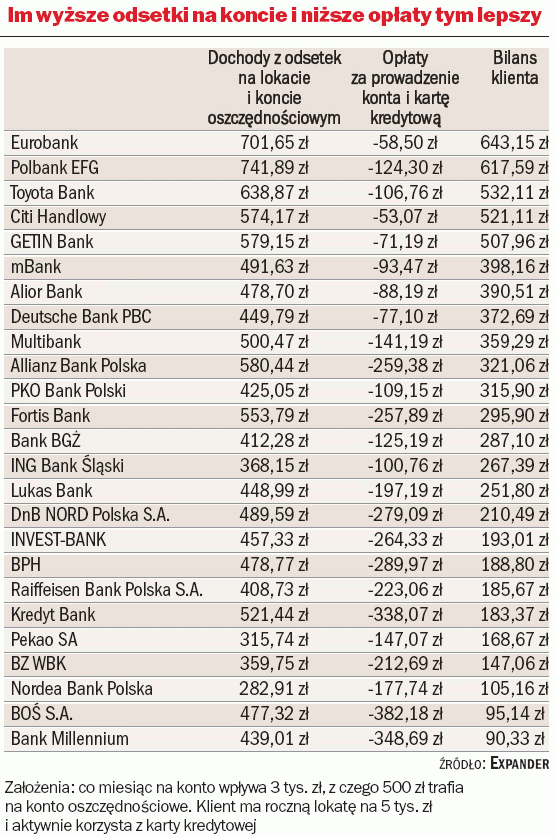 Im wyższe odsetki na koncie i niższe opłaty tym lepszy
Dochody z odsetek na lokacie i koncie oszczędnościowym Opłaty za prowadzenie konta i kartę kredytową Bilans klienta
Eurobank 701,65 zł -58,50 zł 643,15 zł
Polbank EFG 741,89 zł -124,30 zł 617,59 zł
Toyota Bank 638,87 zł -106,76 zł 532,11 zł
Citi Handlowy 574,17 zł -53,07 zł 521,11 zł
GETIN Bank 579,15 zł -71,19 zł 507,96 zł
mBank 491,63 zł -93,47 zł 398,16 zł
Alior Bank 478,70 zł -88,19 zł 390,51 zł
Deutsche Bank PBC 449,79 zł -77,10 zł 372,69 zł
Multibank 500,47 zł -141,19 zł 359,29 zł
Allianz Bank Polska 580,44 zł -259,38 zł 321,06 zł
PKO Bank Polski 425,05 zł -109,15 zł 315,90 zł
Fortis Bank 553,79 zł -257,89 zł 295,90 zł
Bank BGŻ 412,28 zł -125,19 zł 287,10 zł
ING Bank Śląski 368,15 zł -100,76 zł 267,39 zł
Lukas Bank 448,99 zł -197,19 zł 251,80 zł
DnB NORD Polska S.A. 489,59 zł -279,09 zł 210,49 zł
INVEST-BANK 457,33 zł -264,33 zł 193,01 zł
BPH 478,77 zł -289,97 zł 188,80 zł
Raiffeisen Bank Polska S.A. 408,73 zł -223,06 zł 185,67 zł
Kredyt Bank 521,44 zł -338,07 zł 183,37 zł
Pekao SA 315,74 zł -147,07 zł 168,67 zł
BZ WBK 359,75 zł -212,69 zł 147,06 zł
Nordea Bank Polska 282,91 zł -177,74 zł 105,16 zł
BOŚ S.A. 477,32 zł -382,18 zł 95,14 zł
Bank Millennium 439,01 zł -348,69 zł 90,33 zł
ŹRÓDŁO: EXPANDER
Założenia: co miesiąc na konto wpływa 3 tys. zł, z czego 500 zł trafia
na konto oszczędnościowe. Klient ma roczną lokatę na 5 tys. zł
i aktywnie korzysta z karty kredytowej